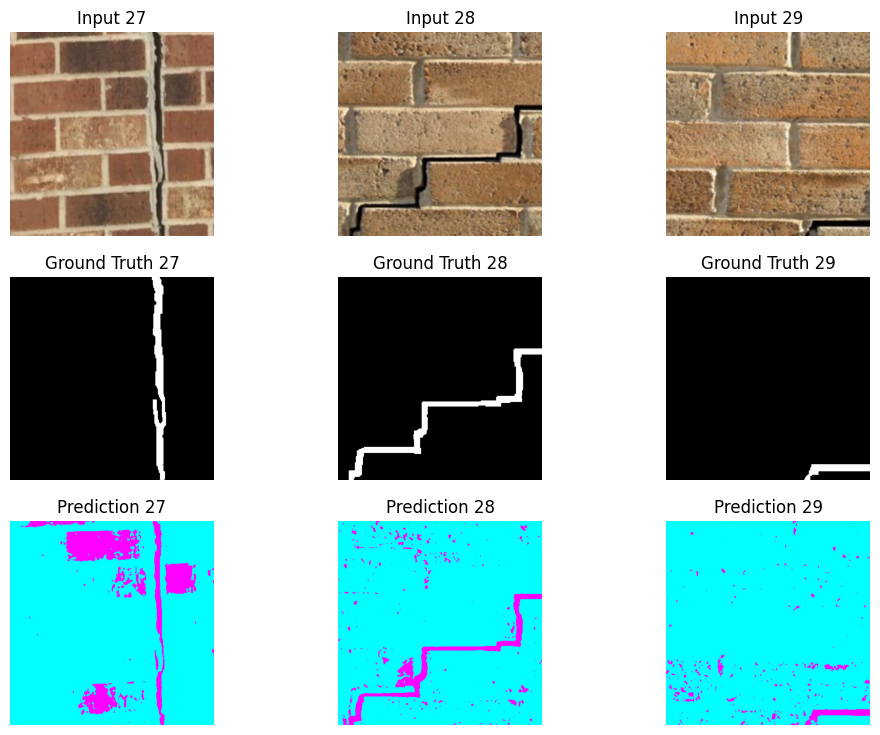 Input 27
Input 28
Input 29
Ground Truth 27
Ground Truth 28
Ground Truth 29
Prediction 27
Prediction 28
Prediction 29